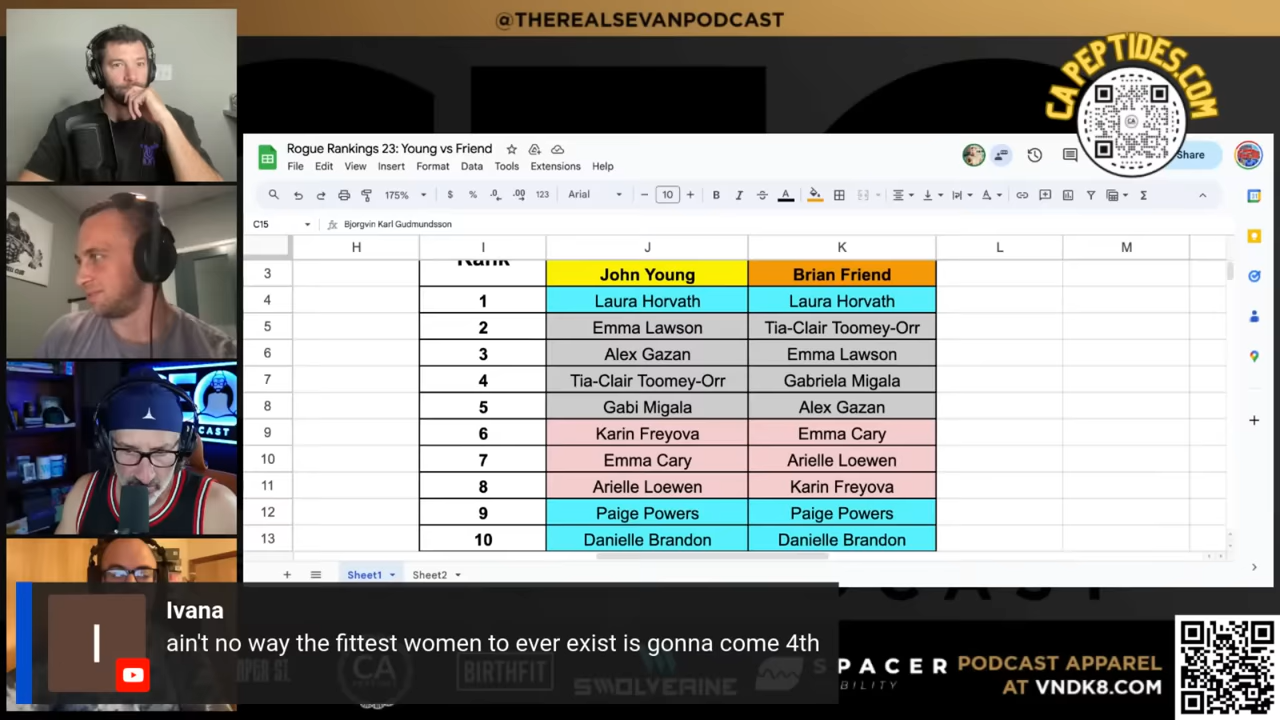 @THEREALSEVANPODCAST
CAPEPTIDES.COM
Rogue Rankings 23: Young vs Friend
File Edit View Insert Format Data Tools Extensions Help
Share
175% $ % .0 .00 123 Arial 10
C15 Bjorgvin Karl Gudmundsson
H I J K L M
3 Rank John Young Brian Friend
4 1 Laura Horvath Laura Horvath
5 2 Emma Lawson Tia-Clair Toomey-Orr
6 3 Alex Gazan Emma Lawson
7 4 Tia-Clair Toomey-Orr Gabriela Migala
8 5 Gabi Migala Alex Gazan
9 6 Karin Freyova Emma Cary
10 7 Emma Cary Arielle Loewen
11 8 Arielle Loewen Karin Freyova
12 9 Paige Powers Paige Powers
13 10 Danielle Brandon Danielle Brandon
Sheet1 Sheet2
CAST
I
Ivana
ain't no way the fittest women to ever exist is gonna come 4th
CA
BIRTHFIT
SWOLVERINE
SPACER
BILITY
PODCAST APPAREL
AT VNDK8.COM